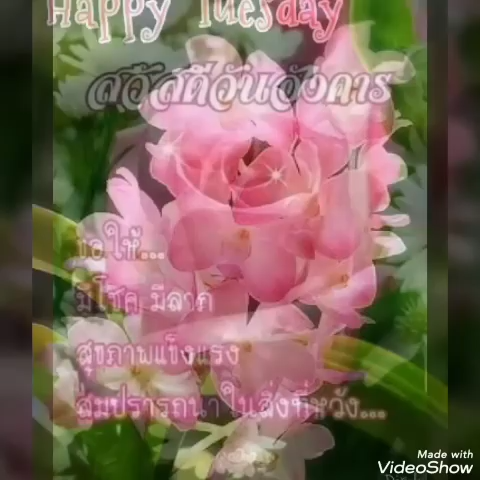 Happy Tuesday
สวัสดีวันอังคาร
ขอให้...
มีโชค มีลาภ
สุขภาพแข็งแรง
สมปรารถนาในสิ่งที่หวัง...
Made with
VideoShow